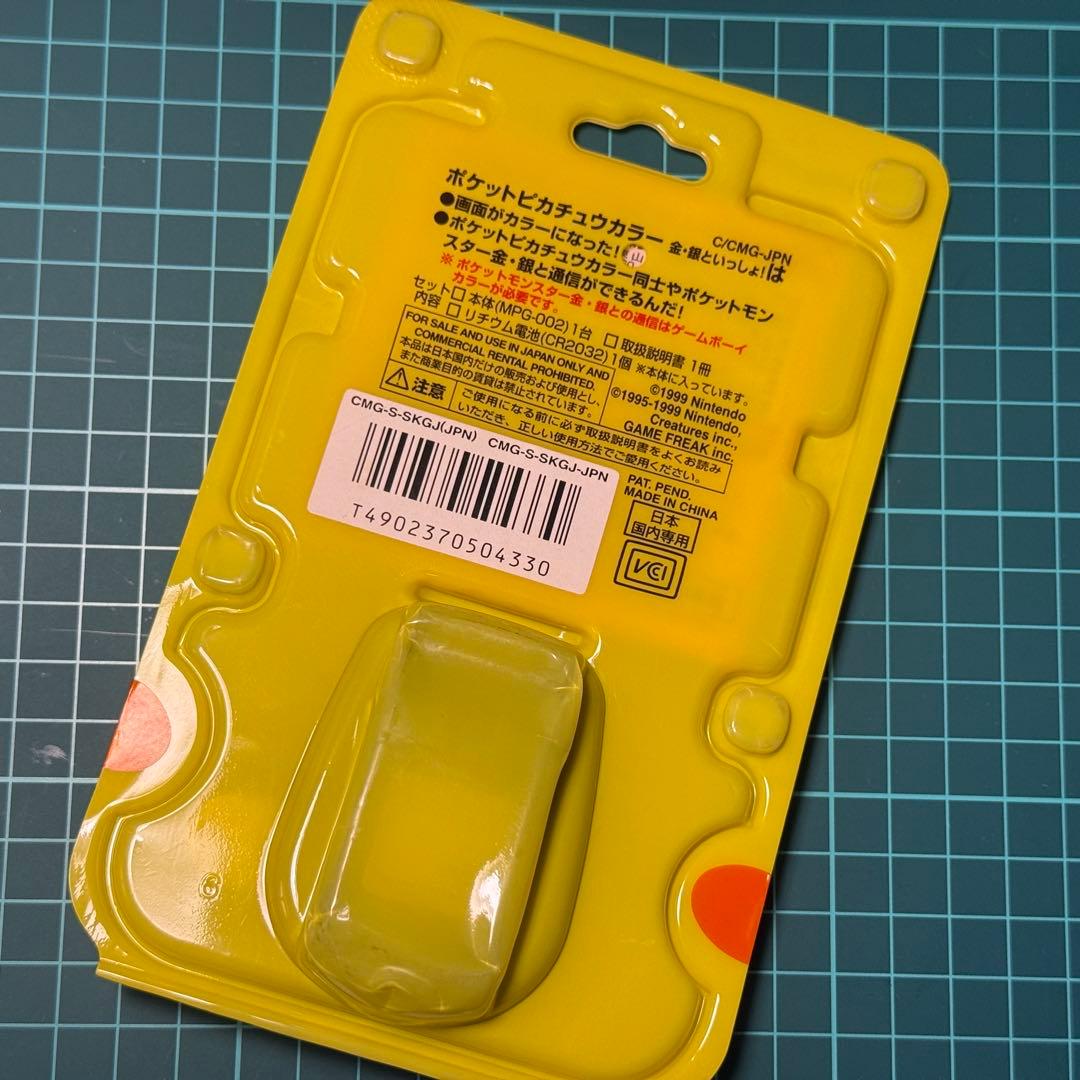 C/CMG-JPN
ポケットピカチュウカラー 金・銀といっしょ!は
●画面がカラーになった!
●ポケットピカチュウカラー同士やポケットモン
スター金・銀と通信ができるんだ!
※ ポケットモンスター金・銀との通信はゲームボーイ
カラーが必要です。
セット 内容
□ 本体(MPG-002) 1台 □ 取扱説明書 1冊
□ リチウム電池(CR2032) 1個 ※本体に入っています。
FOR SALE AND USE IN JAPAN ONLY AND
COMMERCIAL RENTAL PROHIBITED.
本品は日本国内だけの販売および使用とし、
また商業目的の賃貸は禁止されています。
©1999 Nintendo
©1995-1999 Nintendo,
Creatures inc.,
GAME FREAK inc.
注意
ご使用になる前に必ず取扱説明書をよくお読み
いただき、正しい使用方法でご愛用ください。
CMG-S-SKGJ(JPN) CMG-S-SKGJ-JPN
T4902370504330
PAT. PEND.
MADE IN CHINA
日本
国内専用
VCCI
山
6